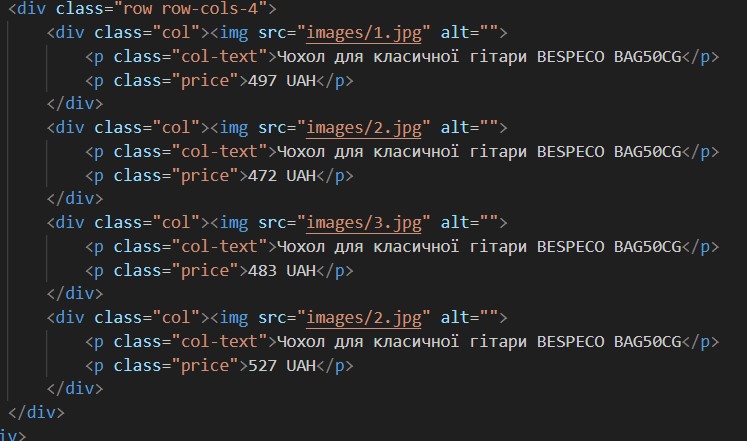 <div class="row row-cols-4">
<div class="col"><img src="images/1.jpg" alt="">
<p class="col-text">Чохол для класичної гітари BESPECO BAG50CG</p>
<p class="price">497 UAH</p>
</div>
<div class="col"><img src="images/2.jpg" alt="">
<p class="col-text">Чохол для класичної гітари BESPECO BAG50CG</p>
<p class="price">472 UAH</p>
</div>
<div class="col"><img src="images/3.jpg" alt="">
<p class="col-text">Чохол для класичної гітари BESPECO BAG50CG</p>
<p class="price">483 UAH</p>
</div>
<div class="col"><img src="images/2.jpg" alt="">
<p class="col-text">Чохол для класичної гітари BESPECO BAG50CG</p>
<p class="price">527 UAH</p>
</div>
</div>
iv>